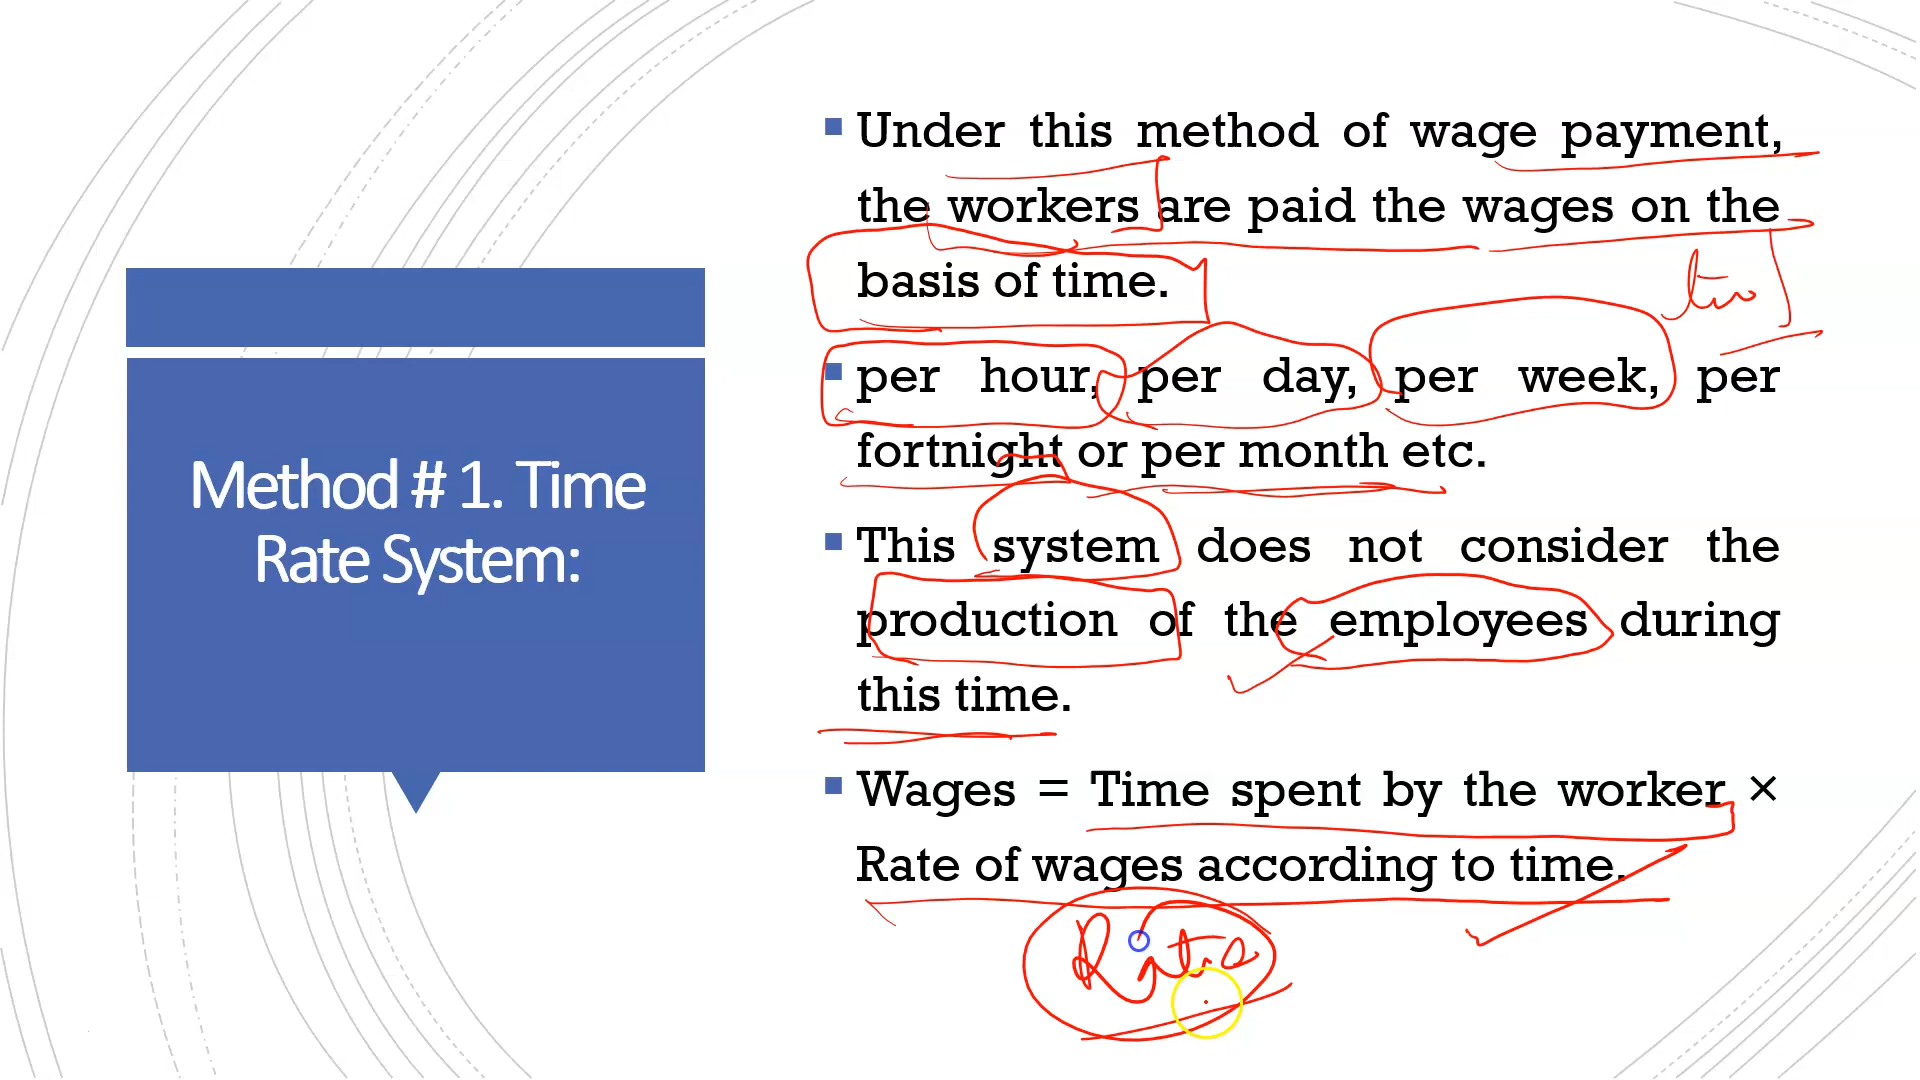 Method # 1. Time
Rate System:
Under this method of wage payment,
the workers are paid the wages on the
basis of time.
per hour, per day, per week, per
fortnight or per month etc.
This system does not consider the
production of the employees during
this time.
Wages = Time spent by the worker ×
Rate of wages according to time.